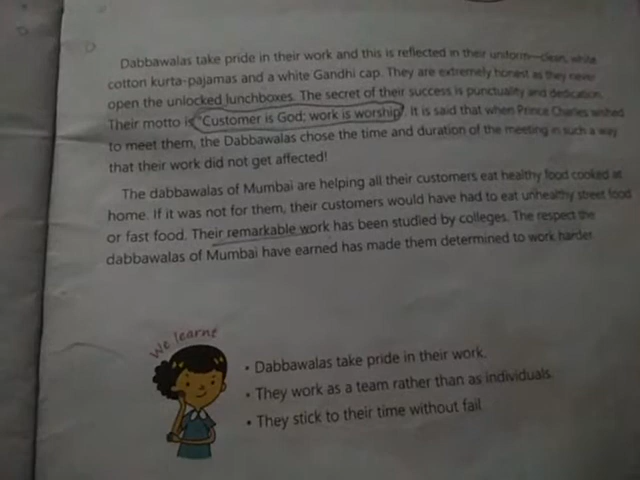 Dabbawalas take pride in their work and this is reflected in their uniform—clean, white
cotton kurta-pajamas and a white Gandhi cap. They are extremely honest as they never
open the unlocked lunchboxes. The secret of their success is punctuality and dedication.
Their motto is "Customer is God; work is worship". It is said that when Prince Charles wished
to meet them, the Dabbawalas chose the time and duration of the meeting in such a way
that their work did not get affected!
The dabbawalas of Mumbai are helping all their customers eat healthy food cooked at
home. If it was not for them, their customers would have had to eat unhealthy street food
or fast food. Their remarkable work has been studied by colleges. The respect the
dabbawalas of Mumbai have earned has made them determined to work harder.
We learnt
• Dabbawalas take pride in their work.
• They work as a team rather than as individuals.
• They stick to their time without fail